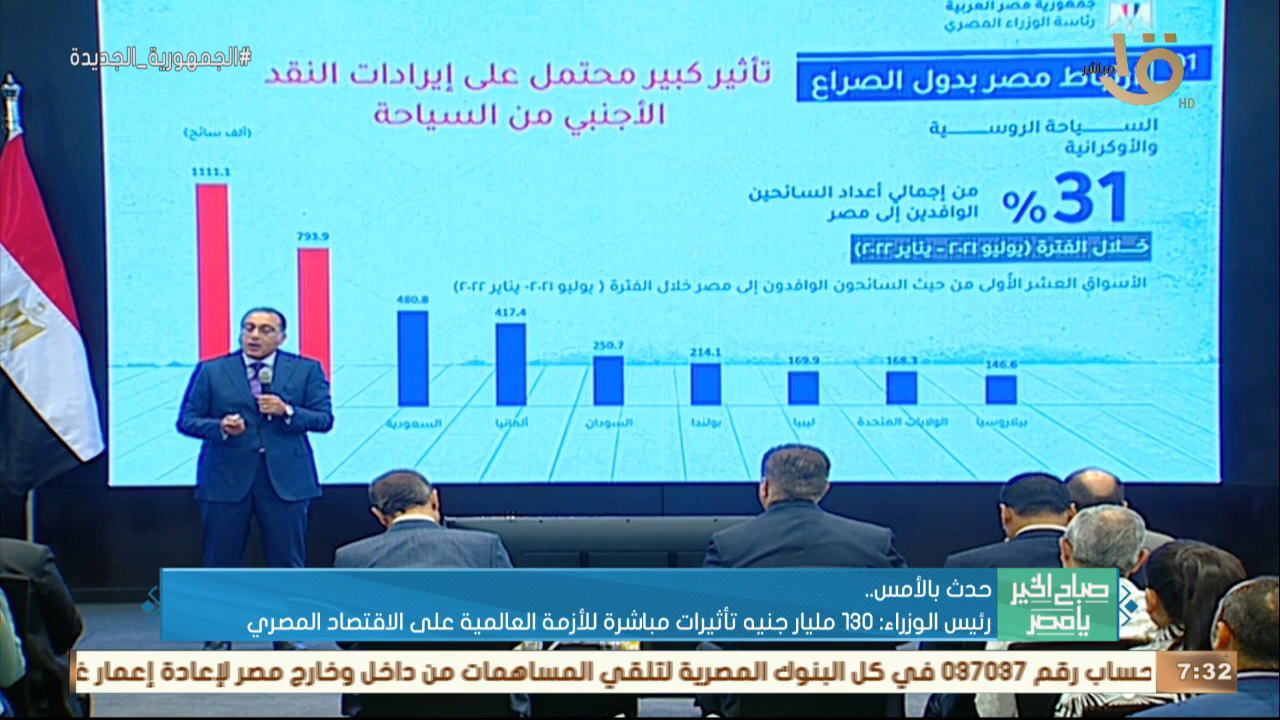 #الجمهورية_الجديدة
جمهورية مصر العربية
رئاسة الوزراء المصري
مباشر
HD
01
مصر بدول الصراع
تأثير كبير محتمل على إيرادات النقد
الأجنبي من السياحة
(ألف سائح)
السياحة الروسية
والأوكرانية
%31
من إجمالي أعداد السائحين
الوافدين إلى مصر
خلال الفترة (يوليو ٢٠٢١ - يناير ٢٠٢٢)
الأسواق العشر الأولى من حيث السائحون الوافدون إلى مصر خلال الفترة ( يوليو ٢٠٢١- يناير ٢٠٢٢)
1111.1
793.9
480.8
417.4
250.7
214.1
169.9
168.3
146.6
السعودية
ألمانيا
السودان
بولندا
ليبيا
الولايات المتحدة
بيلاروسيا
صباح الخير
يا مصر
حدث بالأمس..
رئيس الوزراء: 130 مليار جنيه تأثيرات مباشرة للأزمة العالمية على الاقتصاد المصري
7:32
حساب رقم 037037 في كل البنوك المصرية لتلقي المساهمات من داخل وخارج مصر لإعادة إعمار غ